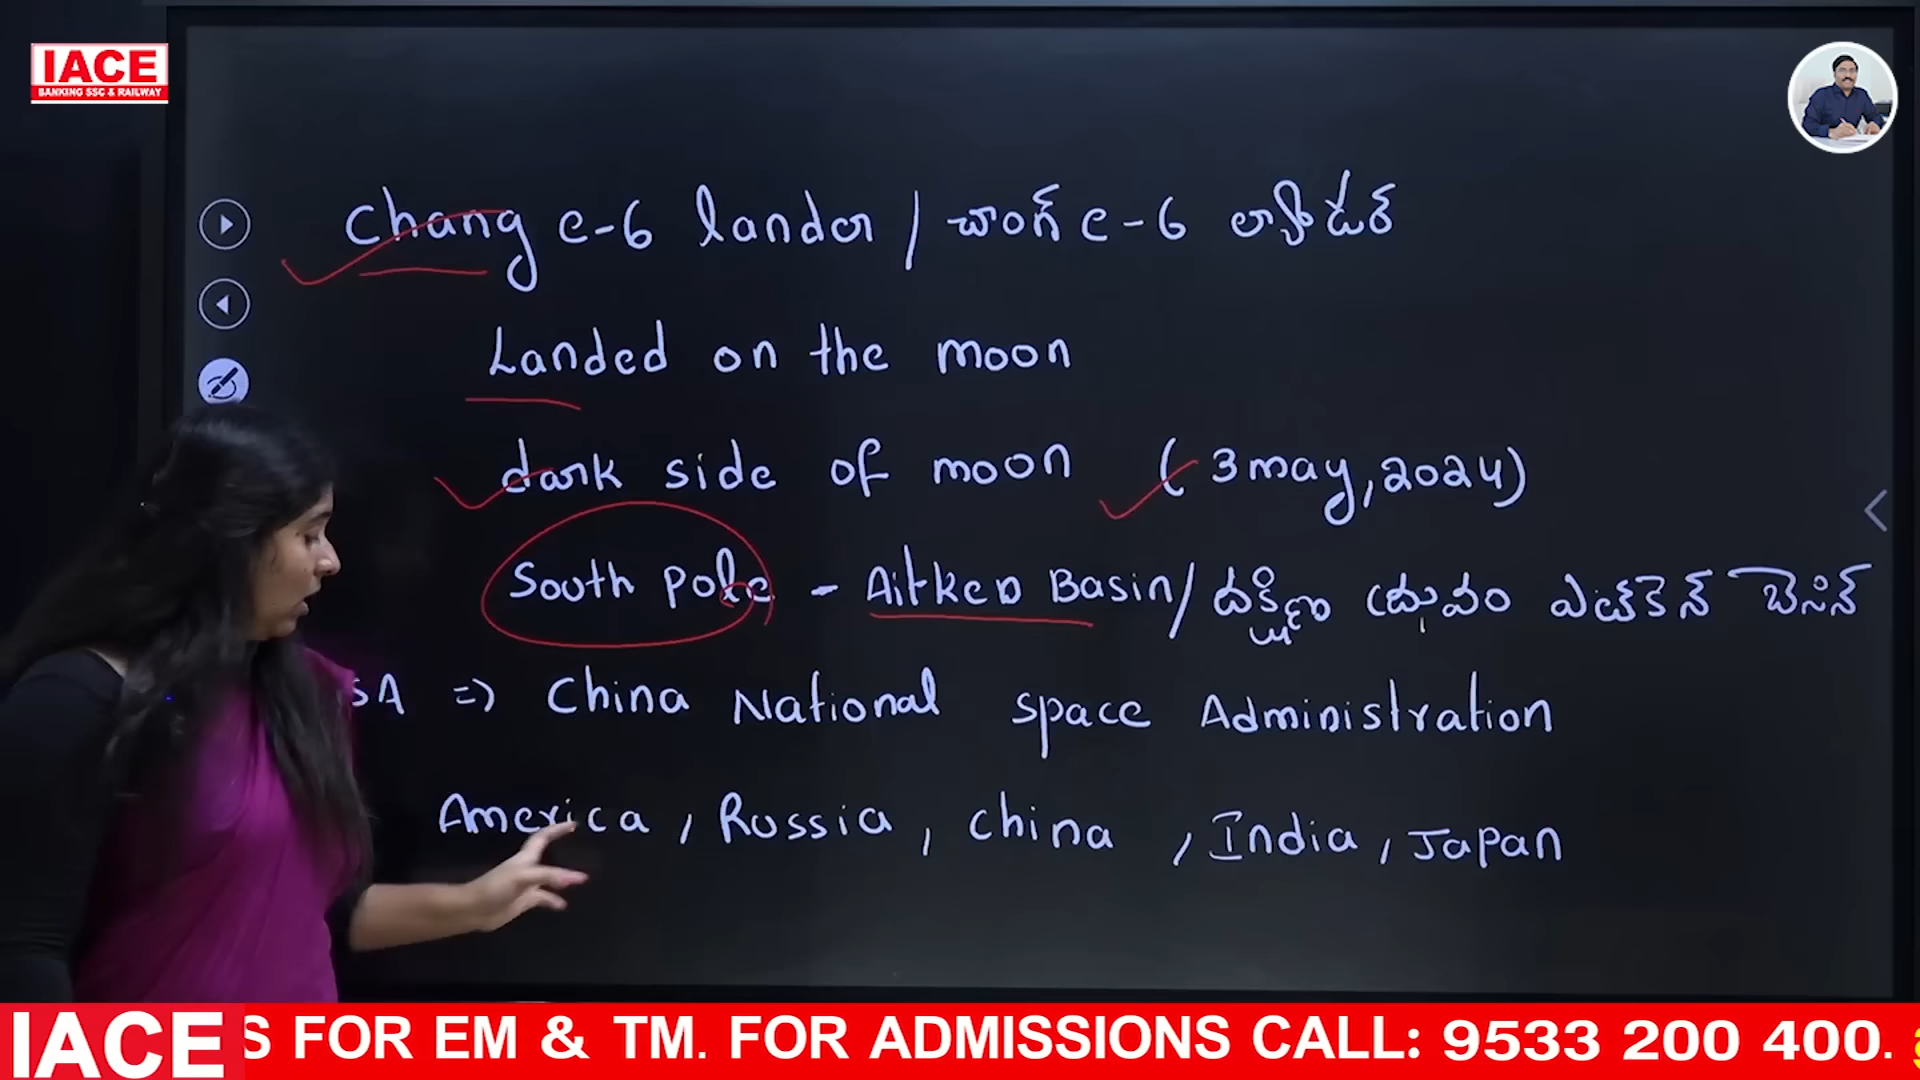 IACE
BANKING SSC & RAILWAY
Chang e-6 lander / చాంగ్ e-6 ల్యాండర్
Landed on the moon
dark side of moon (3 may, 2024)
South pole - Aitken Basin/ దక్షిణ ధ్రువం ఎయిట్కెన్ బేసిన్
SA => China National space Administration
America, Russia, china, India, Japan
IACE S FOR EM & TM. FOR ADMISSIONS CALL: 9533 200 400.